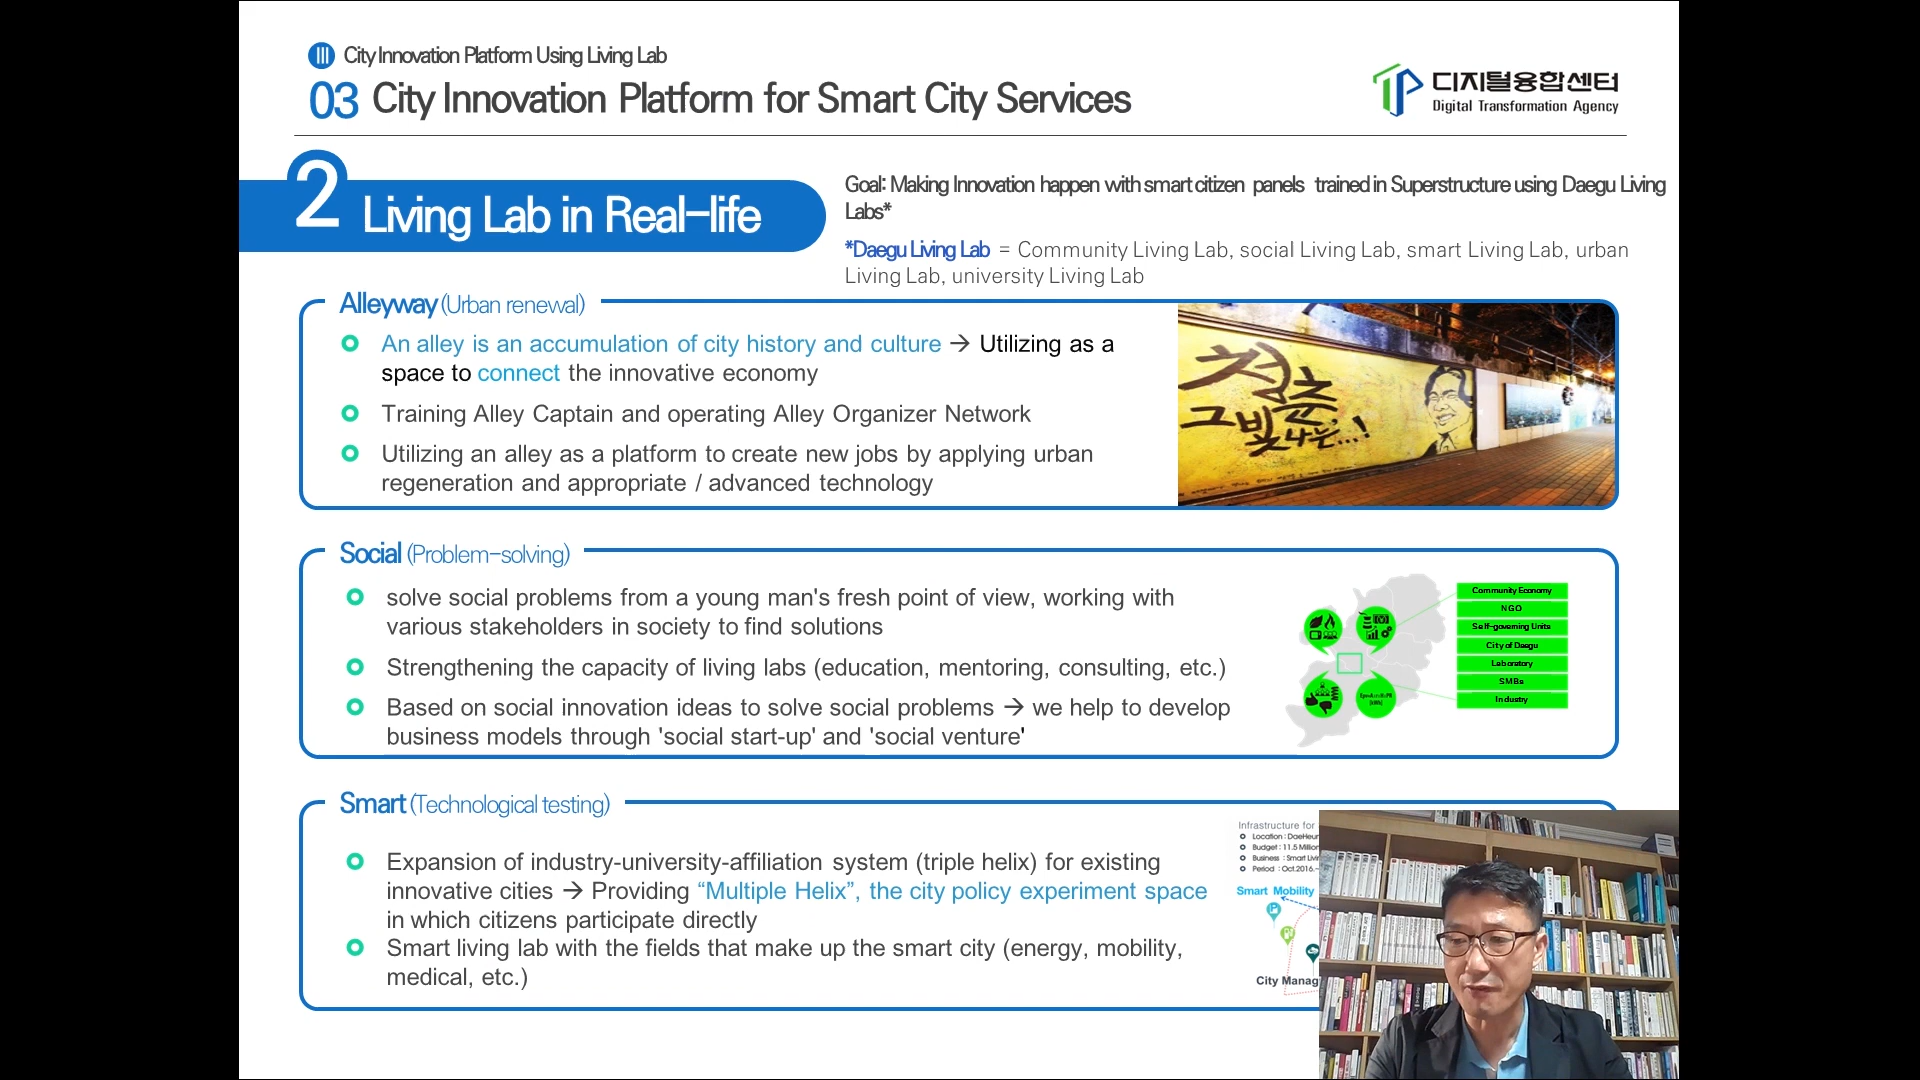 III City Innovation Platform Using Living Lab
03 City Innovation Platform for Smart City Services
디지털융합센터
Digital Transformation Agency
2 Living Lab in Real-life
Goal: Making Innovation happen with smart citizen panels trained in Superstructure using Daegu Living
Labs*
*Daegu Living Lab = Community Living Lab, social Living Lab, smart Living Lab, urban
Living Lab, university Living Lab
Alleyway (Urban renewal)
An alley is an accumulation of city history and culture → Utilizing as a
space to connect the innovative economy
Training Alley Captain and operating Alley Organizer Network
Utilizing an alley as a platform to create new jobs by applying urban
regeneration and appropriate / advanced technology
청춘,
그 빛나는...!
Social (Problem-solving)
solve social problems from a young man's fresh point of view, working with
various stakeholders in society to find solutions
Strengthening the capacity of living labs (education, mentoring, consulting, etc.)
Based on social innovation ideas to solve social problems → we help to develop
business models through 'social start-up' and 'social venture'
Community Economy
NGO
Self-governing Units
City of Daegu
Laboratory
SMBs
Industry
Smart (Technological testing)
Expansion of industry-university-affiliation system (triple helix) for existing
innovative cities → Providing “Multiple Helix”, the city policy experiment space
in which citizens participate directly
Smart living lab with the fields that make up the smart city (energy, mobility,
medical, etc.)
Infrastructure for
Location : DaeHeun
Budget : 11.5 Million
Business : Smart Livi
Period : Oct.2016.~
Smart Mobility
City Manag